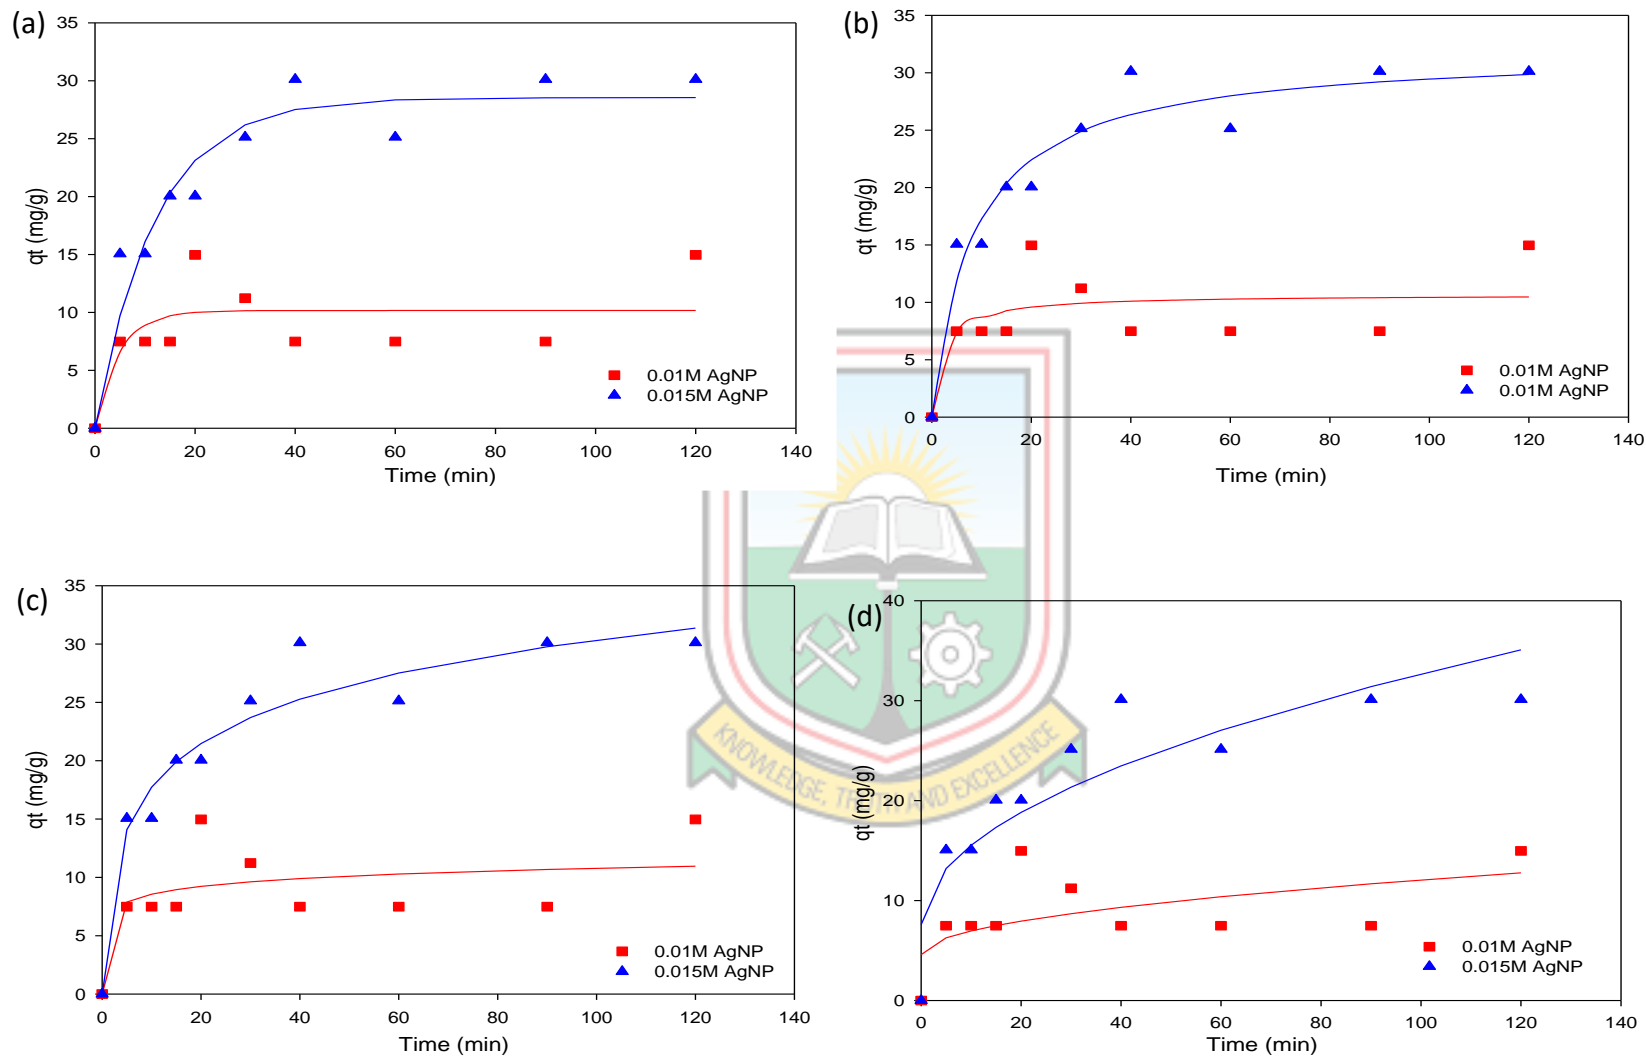 (a)
35
30
25
20
15
10
5
0
qt (mg/g)
0 20 40 60 80 100 120 140
Time (min)
0.01M AgNP
0.015M AgNP
(b)
35
30
25
20
15
10
5
0
qt (mg/g)
0 20 40 60 80 100 120 140
Time (min)
0.01M AgNP
0.01M AgNP
(c)
35
30
25
20
15
10
5
0
qt (mg/g)
0 20 40 60 80 100 120 140
Time (min)
0.01M AgNP
0.015M AgNP
(d)
40
30
20
10
0
qt (mg/g)
0 20 40 60 80 100 120 140
Time (min)
0.01M AgNP
0.015M AgNP
KNOWLEDGE, TRUTH AND EXCELLENCE